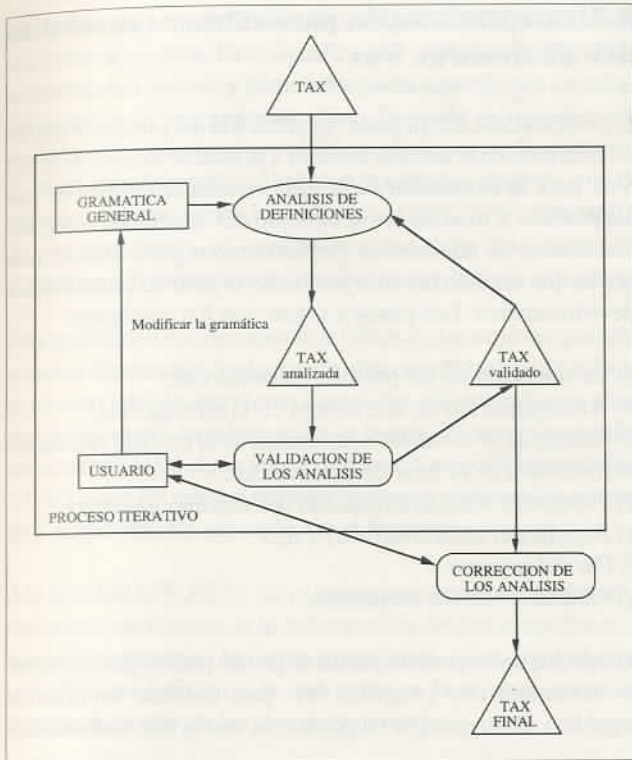 TAX
GRAMATICA
GENERAL
ANALISIS DE
DEFINICIONES
Modificar la gramática
TAX
analizada
TAX
validado
USUARIO
VALIDACION DE
LOS ANALISIS
PROCESO ITERATIVO
CORRECCION DE
LOS ANALISIS
TAX
FINAL